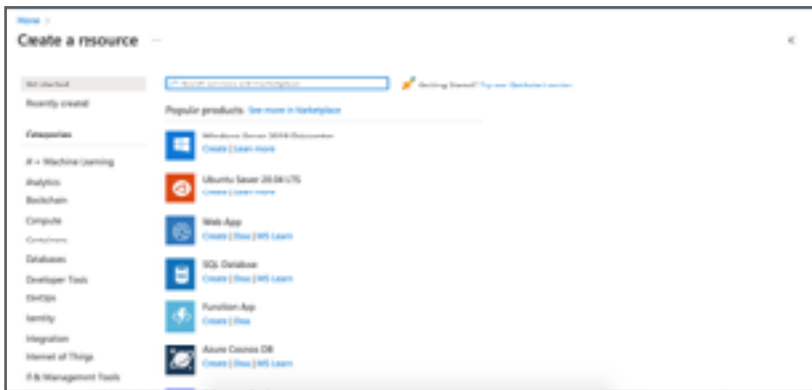 Home >
Create a resource ...
Get started
Recently created
Categories
AI + Machine Learning
Analytics
Blockchain
Compute
Containers
Databases
Developer Tools
DevOps
Identity
Integration
Internet of Things
IT & Management Tools
Search services and marketplace
Getting Started? Try our Quickstart center
Popular products See more in Marketplace
Windows Server 2019 Datacenter
Create | Learn more
Ubuntu Server 20.04 LTS
Create | Learn more
Web App
Create | Docs | MS Learn
SQL Database
Create | Docs | MS Learn
Function App
Create | Docs
Azure Cosmos DB
Create | Docs | MS Learn